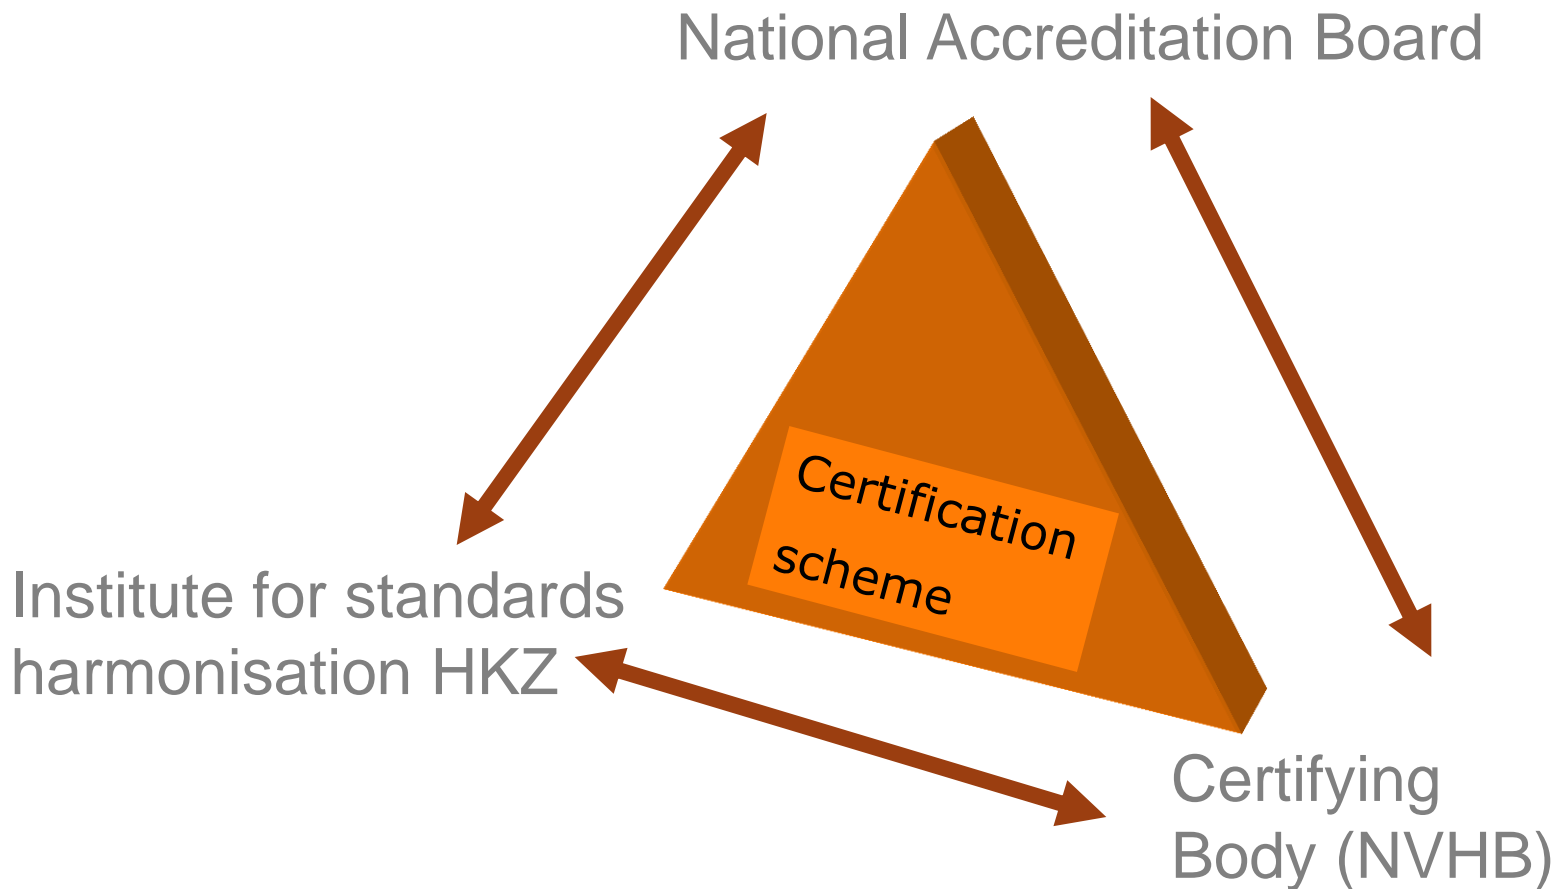 National Accreditation Board
Certification
scheme
Institute for standards
harmonisation HKZ
Certifying
Body (NVHB)